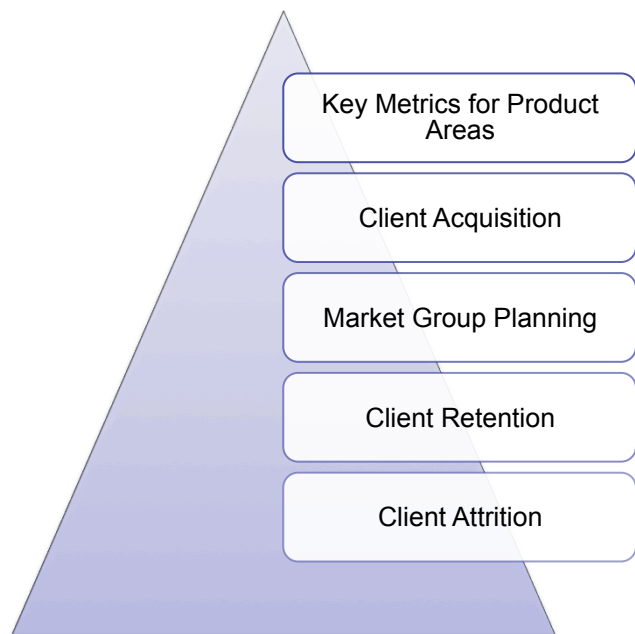 Key Metrics for Product
Areas
Client Acquisition
Market Group Planning
Client Retention
Client Attrition